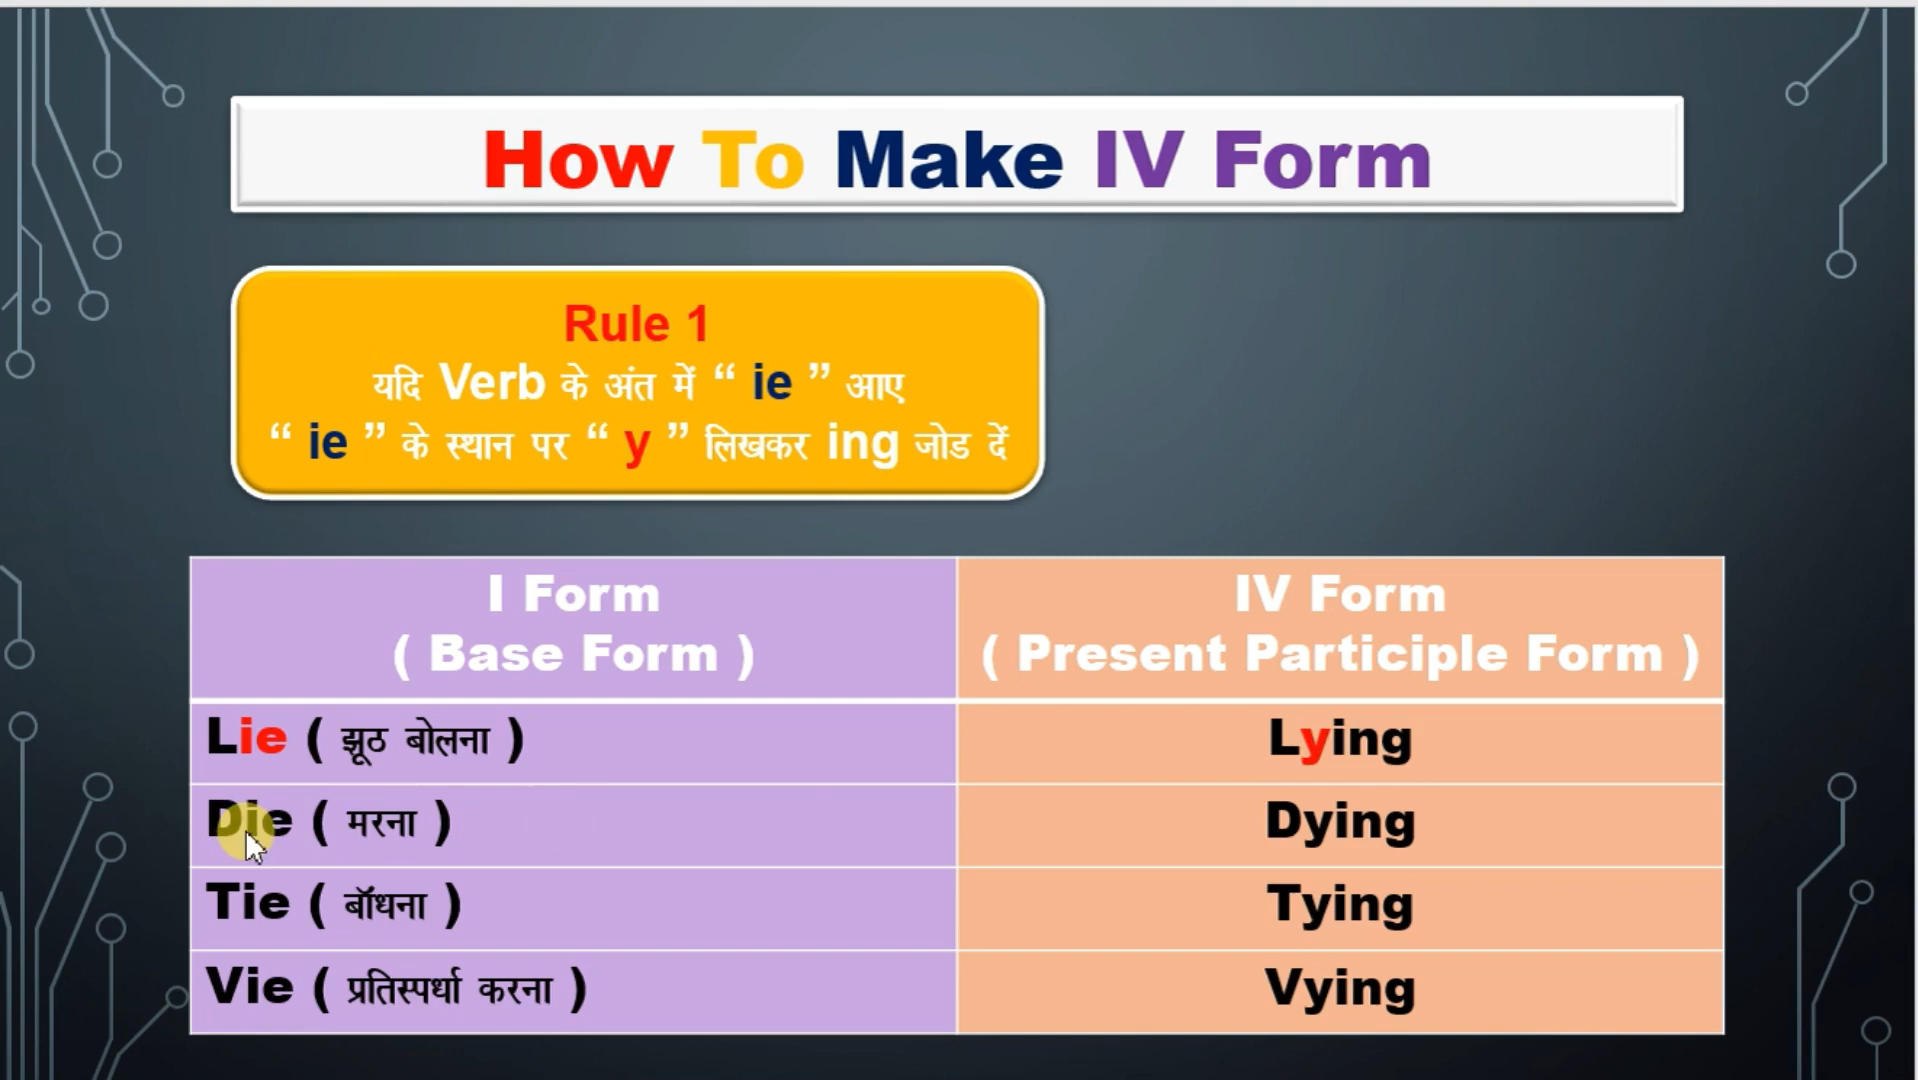 How To Make IV Form
Rule 1
यदि Verb के अंत में “ ie ” आए
“ ie ” के स्थान पर “ y ” लिखकर ing जोड दें
I Form
( Base Form )
IV Form
( Present Participle Form )
Lie ( झूठ बोलना )
Lying
Die ( मरना )
Dying
Tie ( बॉंधना )
Tying
Vie ( प्रतिस्पर्धा करना )
Vying